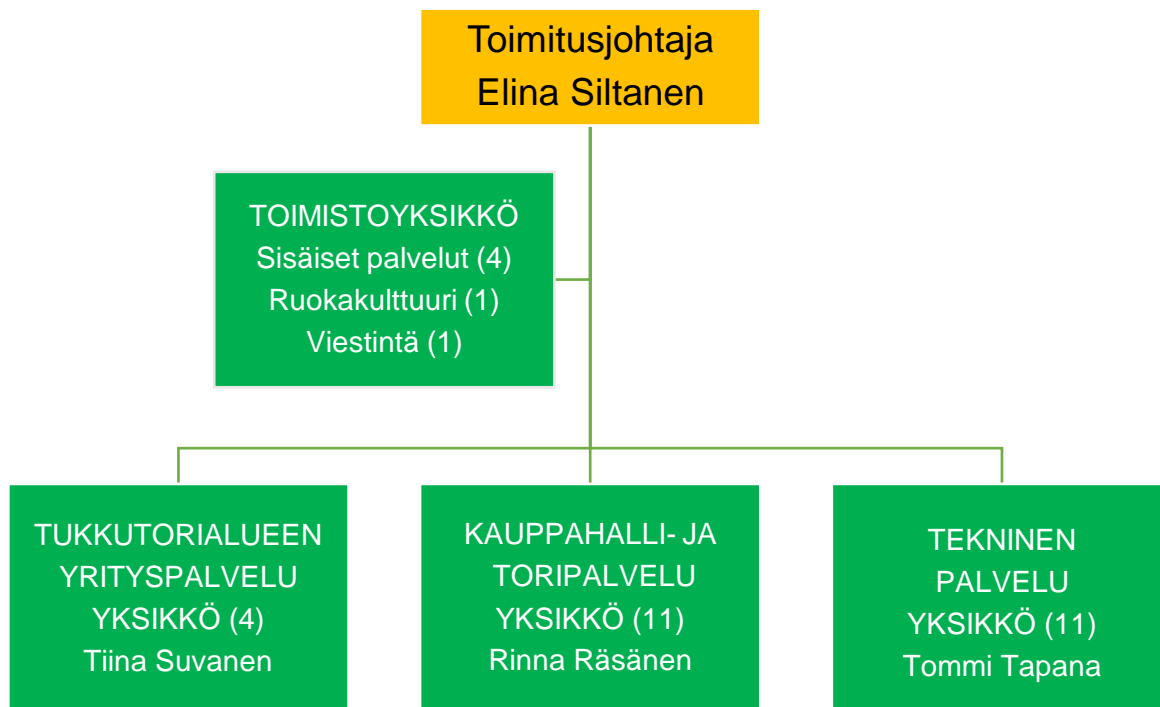 Toimitusjohtaja
Elina Siltanen
TOIMISTOYKSIKKÖ
Sisäiset palvelut (4)
Ruokakulttuuri (1)
Viestintä (1)
TUKKUTORIALUEEN
YRITYSPALVELU
YKSIKKÖ (4)
Tiina Suvanen
KAUPPAHALLI- JA
TORIPALVELU
YKSIKKÖ (11)
Rinna Räsänen
TEKNINEN
PALVELU
YKSIKKÖ (11)
Tommi Tapana